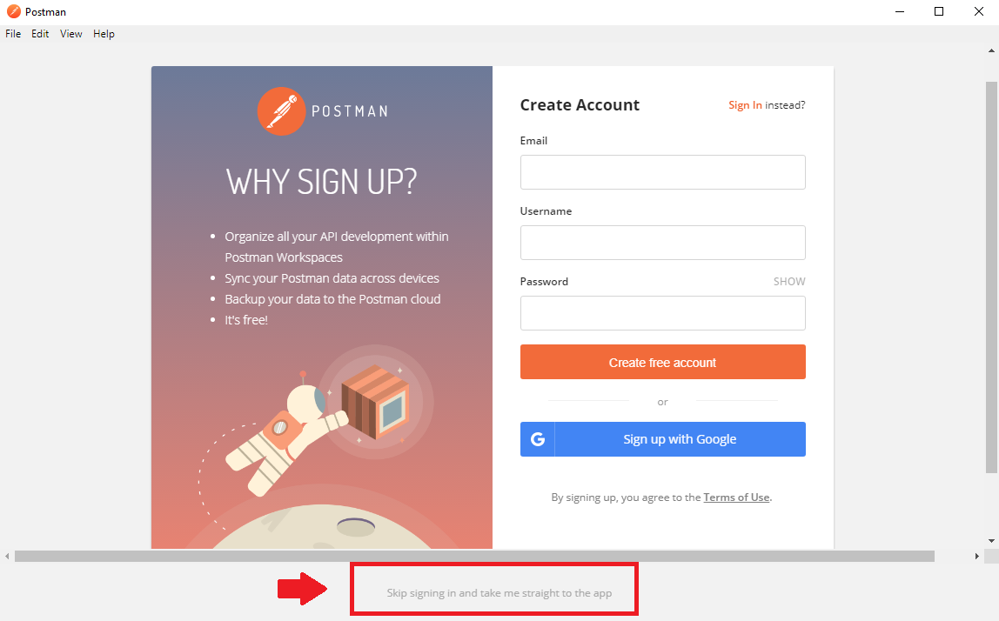 Postman
File Edit View Help
POSTMAN
WHY SIGN UP?
Organize all your API development within
Postman Workspaces
Sync your Postman data across devices
Backup your data to the Postman cloud
It's free!
Create Account
Sign In instead?
Email
Username
Password SHOW
Create free account
or
G Sign up with Google
By signing up, you agree to the Terms of Use.
Skip signing in and take me straight to the app